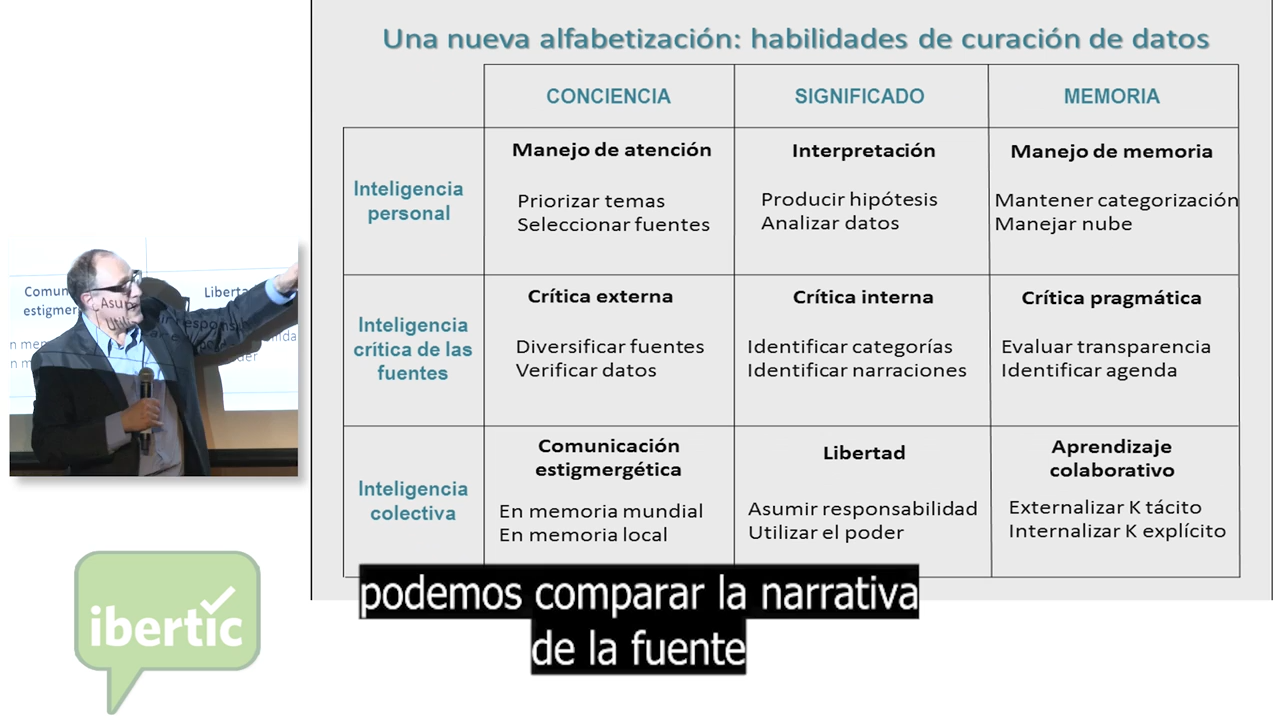 Una nueva alfabetización: habilidades de curación de datos
CONCIENCIA
SIGNIFICADO
MEMORIA
Inteligencia
personal
Manejo de atención
Priorizar temas
Seleccionar fuentes
Interpretación
Producir hipótesis
Analizar datos
Manejo de memoria
Mantener categorización
Manejar nube
Inteligencia
crítica de las
fuentes
Crítica externa
Diversificar fuentes
Verificar datos
Crítica interna
Identificar categorías
Identificar narraciones
Crítica pragmática
Evaluar transparencia
Identificar agenda
Inteligencia
colectiva
Comunicación
estigmergética
En memoria mundial
En memoria local
Libertad
Asumir responsabilidad
Utilizar el poder
Aprendizaje
colaborativo
Externalizar K tácito
Internalizar K explícito
podemos comparar la narrativa
de la fuente
ibertic